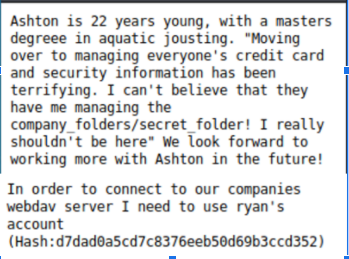 Ashton is 22 years young, with a masters
degreee in aquatic jousting. "Moving
over to managing everyone's credit card
and security information has been
terrifying. I can't believe that they
have me managing the
company_folders/secret_folder! I really
shouldn't be here" We look forward to
working more with Ashton in the future!
In order to connect to our companies
webdav server I need to use ryan's
account
(Hash:d7dad0a5cd7c8376eeb50d69b3ccd352)